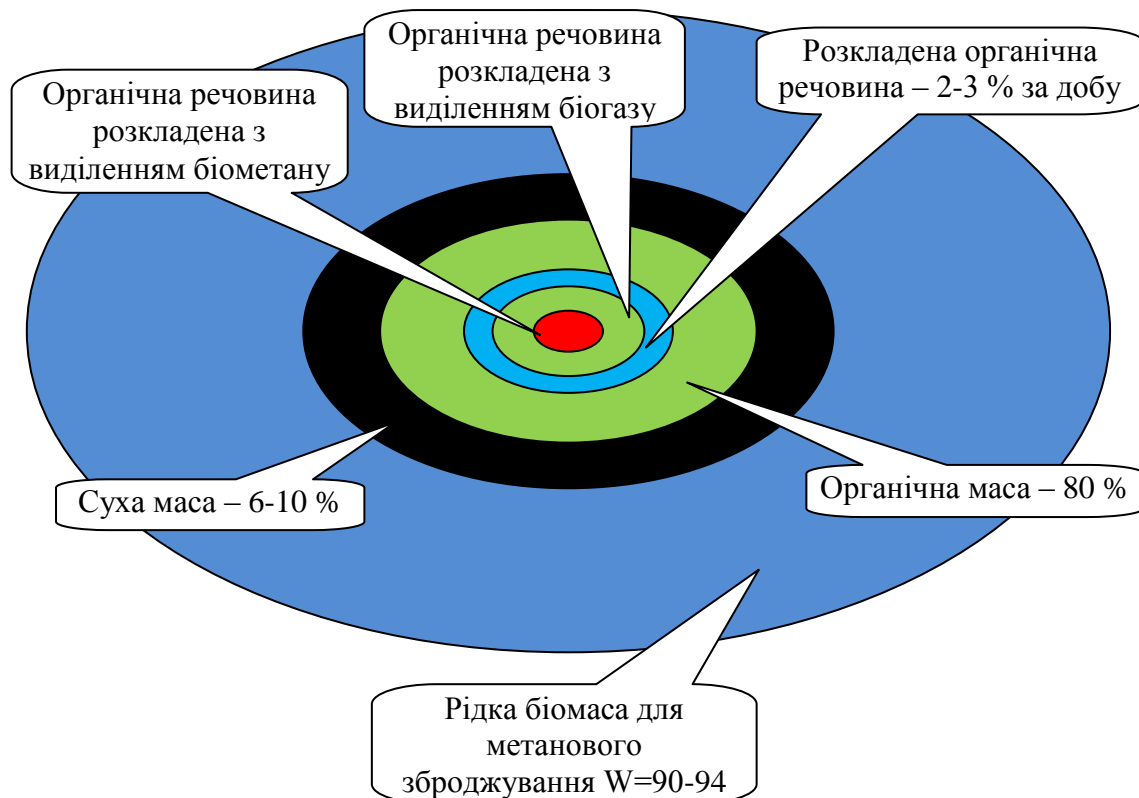 Органічна речовина
розкладена з
виділенням біометану
Органічна речовина
розкладена з
виділенням біогазу
Розкладена органічна
речовина – 2-3 % за добу
Суха маса – 6-10 %
Органічна маса – 80 %
Рідка біомаса для
метанового
зброджування W=90-94